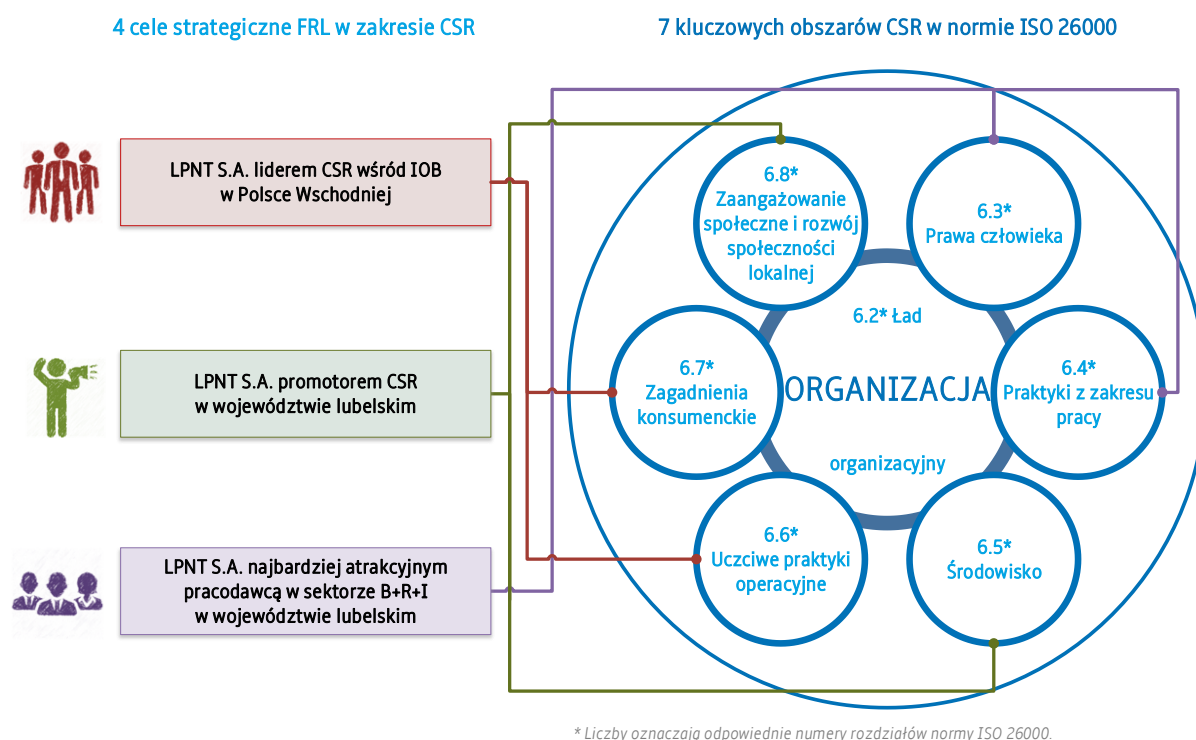 4 cele strategiczne FRL w zakresie CSR
7 kluczowych obszarów CSR w normie ISO 26000
LPNT S.A. liderem CSR wśród IOB
w Polsce Wschodniej
LPNT S.A. promotorem CSR
w województwie lubelskim
LPNT S.A. najbardziej atrakcyjnym
pracodawcą w sektorze B+R+I
w województwie lubelskim
6.8*
Zaangażowanie
społeczne i rozwój
społeczności
lokalnej
6.3*
Prawa człowieka
6.2* Ład
6.7*
Zagadnienia
konsumenckie
ORGANIZACJA
6.4*
Praktyki z zakresu
pracy
organizacyjny
6.6*
Uczciwe praktyki
operacyjne
6.5*
Środowisko
* Liczby oznaczają odpowiednie numery rozdziałów normy ISO 26000.